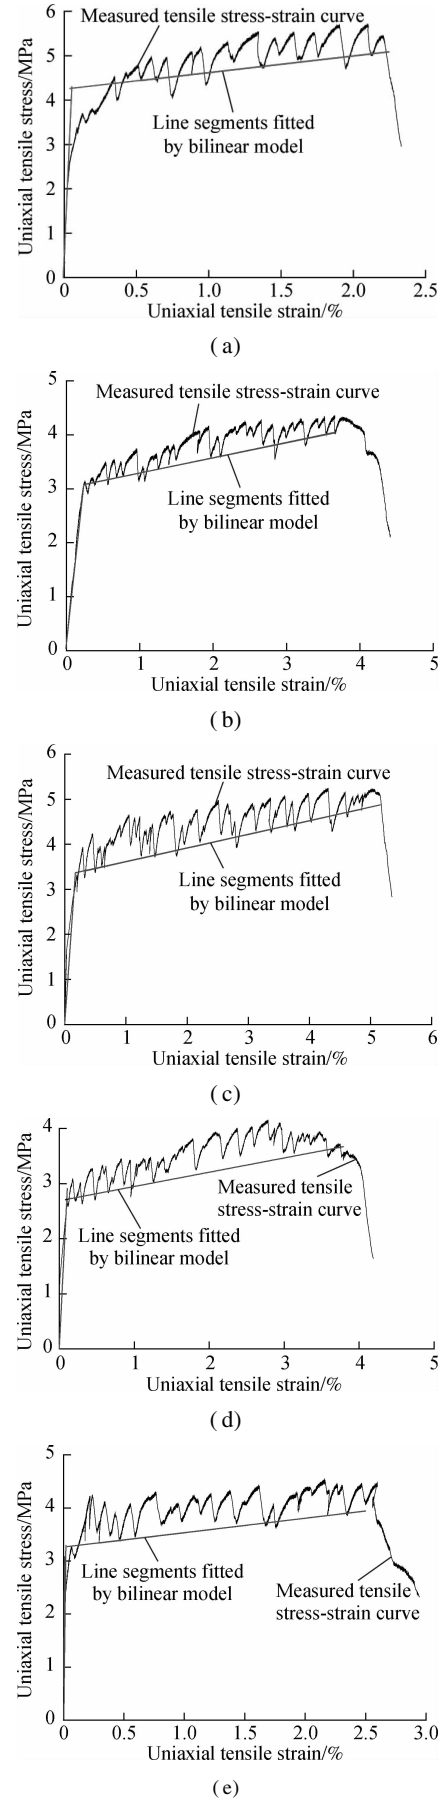 6
Measured tensile stress-strain curve
5
4
Line segments fitted
by bilinear model
3
2
1
0
Uniaxial tensile stress/MPa
0 0.5 1.0 1.5 2.0 2.5
Uniaxial tensile strain/%
(a)
5
Measured tensile stress-strain curve
4
3
Line segments fitted
by bilinear model
2
1
0
Uniaxial tensile stress/MPa
0 1 2 3 4 5
Uniaxial tensile strain/%
(b)
6
Measured tensile stress-strain curve
5
4
Line segments fitted
by bilinear model
3
2
1
0
Uniaxial tensile stress/MPa
0 1 2 3 4 5 6
Uniaxial tensile strain/%
(c)
4
3
Measured tensile
stress-strain curve
Line segments fitted
by bilinear model
2
1
0
Uniaxial tensile stress/MPa
0 1 2 3 4 5
Uniaxial tensile strain/%
(d)
5
4
3
Line segments fitted
by bilinear model
Measured tensile
stress-strain curve
2
1
0
Uniaxial tensile stress/MPa
0 0.5 1.0 1.5 2.0 2.5 3.0
Uniaxial tensile strain/%
(e)